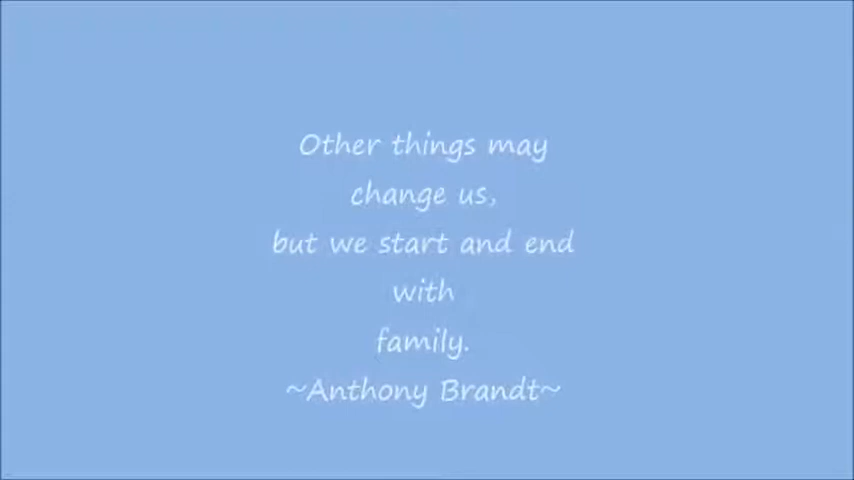 Other things may
change us,
but we start and end
with
family.
~Anthony Brandt~